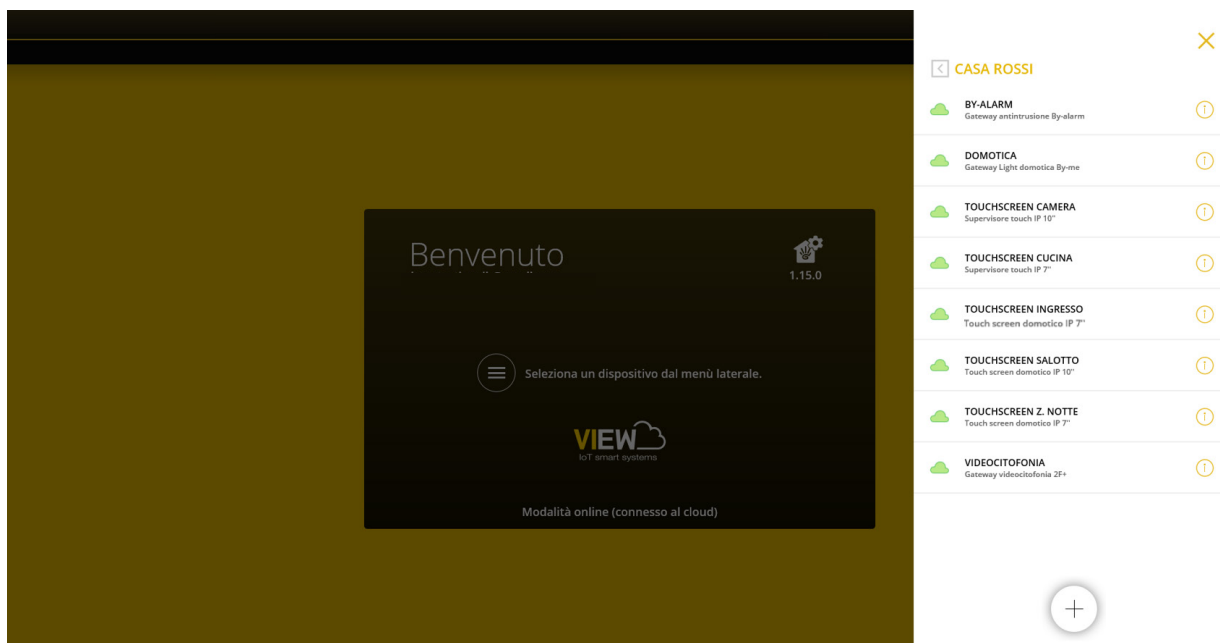 CASA ROSSI
BY-ALARM
Gateway antintrusione By-alarm
DOMOTICA
Gateway Light domotica By-me
TOUCHSCREEN CAMERA
Supervisore touch IP 10"
TOUCHSCREEN CUCINA
Supervisore touch IP 7"
TOUCHSCREEN INGRESSO
Touch screen domotico IP 7"
TOUCHSCREEN SALOTTO
Touch screen domotico IP 10"
TOUCHSCREEN Z. NOTTE
Touch screen domotico IP 7"
VIDEOCITOFONIA
Gateway videocitofonia 2F+
Benvenuto
1.15.0
Seleziona un dispositivo dal menù laterale.
VIEW
IoT smart systems
Modalità online (connesso al cloud)